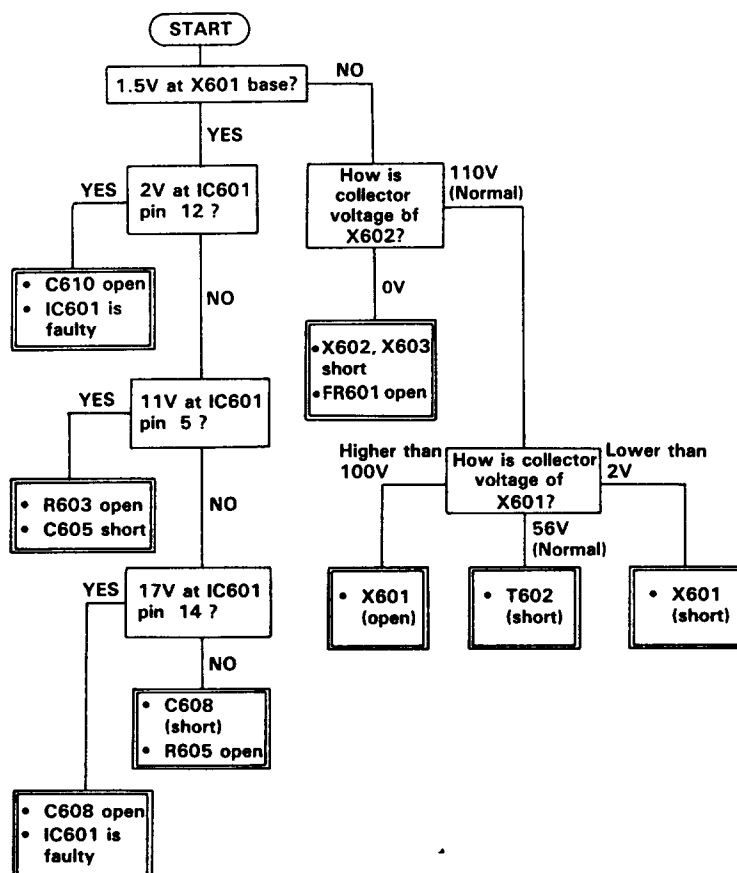 START
1.5V at X601 base?
NO
YES
YES
2V at IC601
pin 12 ?
How is
collector
voltage of
X602?
110V
(Normal)
• C610 open
• IC601 is
faulty
NO
0V
• X602, X603
short
• FR601 open
YES
11V at IC601
pin 5 ?
Higher than
100V
How is collector
voltage of
X601?
Lower than
2V
• R603 open
• C605 short
NO
56V
(Normal)
YES
17V at IC601
pin 14 ?
• X601
(open)
• T602
(short)
• X601
(short)
NO
• C608
(short)
• R605 open
• C608 open
• IC601 is
faulty